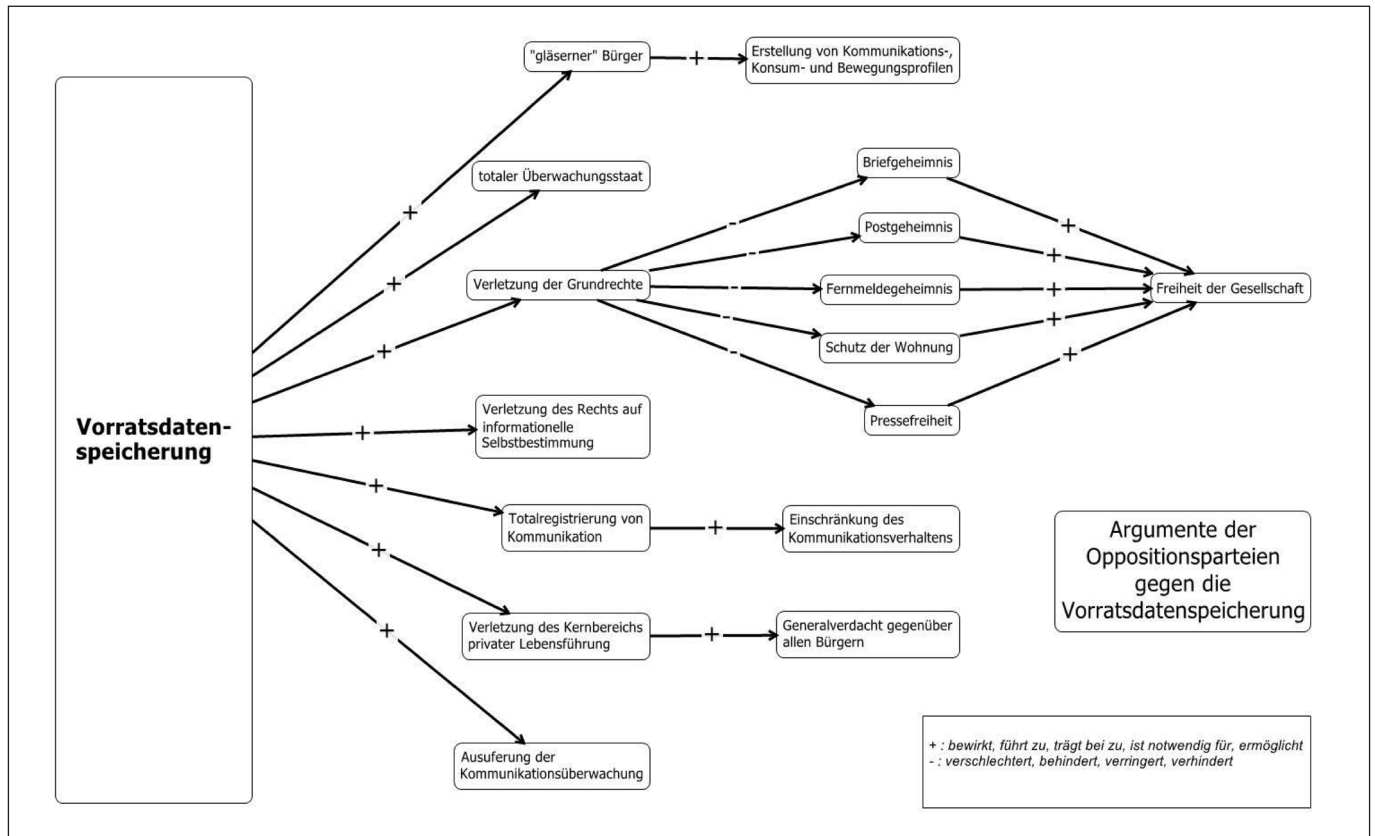 "gläserner" Bürger
Erstellung von Kommunikations-,
Konsum- und Bewegungsprofilen
totaler Überwachungsstaat
Briefgeheimnis
Postgeheimnis
Verletzung der Grundrechte
Fernmeldegeheimnis
Freiheit der Gesellschaft
Schutz der Wohnung
Pressefreiheit
Vorratsdaten-
speicherung
Verletzung des Rechts auf
informationelle
Selbstbestimmung
Totalregistrierung von
Kommunikation
Einschränkung des
Kommunikationsverhaltens
Verletzung des Kernbereichs
privater Lebensführung
Generalverdacht gegenüber
allen Bürgern
Ausuferung der
Kommunikationsüberwachung
Argumente der
Oppositionsparteien
gegen die
Vorratsdatenspeicherung
+ : bewirkt, führt zu, trägt bei zu, ist notwendig für, ermöglicht
- : verschlechtert, behindert, verringert, verhindert
+
+
+
+
+
+
+
+
+
+
-
-
-
-
-
+
+
+
+
+